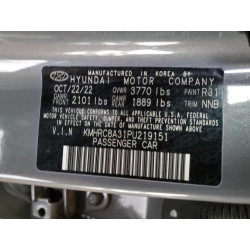 MANUFACTURED IN KOREA BY
HYUNDAI MOTOR COMPANY
OCT/22/22 GVWR 3770 lbs PAINT R3I
FRONT 2101 lbs REAR 1889 lbs TRIM NNB
THIS VEHICLE CONFORMS TO ALL APPLICABLE
U.S. FEDERAL MOTOR VEHICLE SAFETY, BUMPER
AND THEFT PREVENTION STANDARDS IN EFFECT
ON THE DATE OF MANUFACTURE SHOWN ABOVE.
V.I.N KMHRC8A31PU219151
PASSENGER CAR